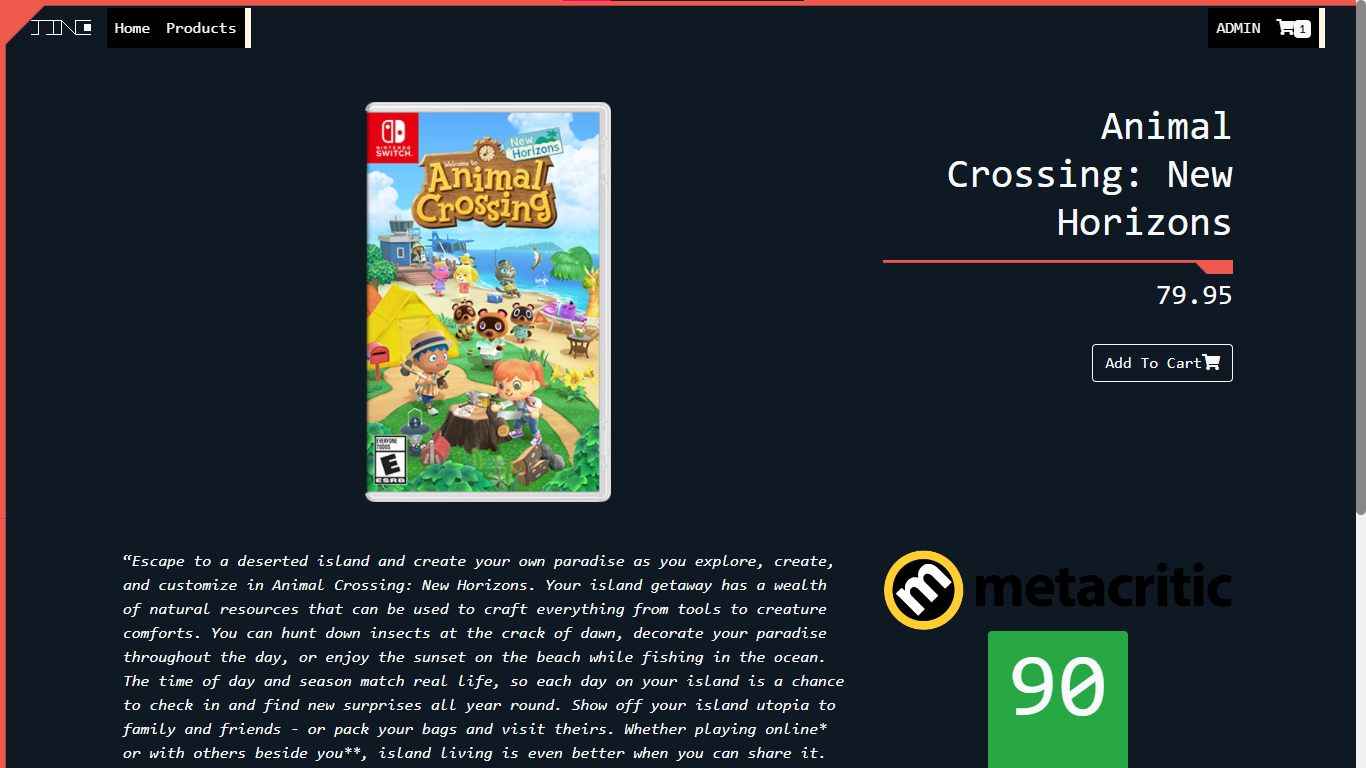 Home Products
ADMIN 1
NINTENDO
SWITCH
Welcome to
Animal
Crossing
New
Horizons
EVERYONE
E
ESRB
Animal
Crossing: New
Horizons
79.95
Add To Cart
“Escape to a deserted island and create your own paradise as you explore, create,
and customize in Animal Crossing: New Horizons. Your island getaway has a wealth
of natural resources that can be used to craft everything from tools to creature
comforts. You can hunt down insects at the crack of dawn, decorate your paradise
throughout the day, or enjoy the sunset on the beach while fishing in the ocean.
The time of day and season match real life, so each day on your island is a chance
to check in and find new surprises all year round. Show off your island utopia to
family and friends - or pack your bags and visit theirs. Whether playing online*
or with others beside you**, island living is even better when you can share it.
m metacritic
90